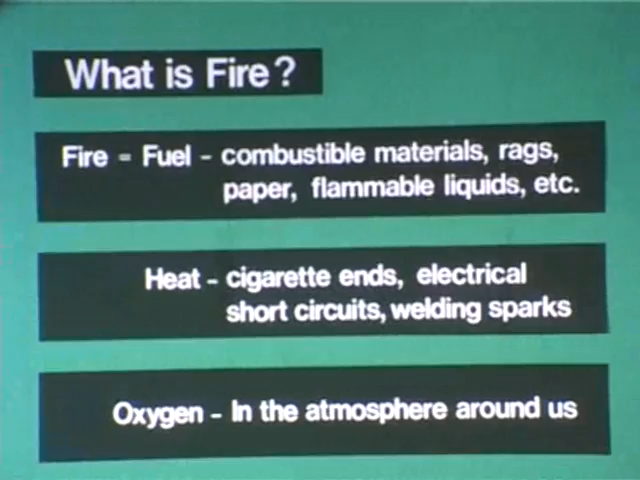 What is Fire?
Fire = Fuel - combustible materials, rags,
paper, flammable liquids, etc.
Heat - cigarette ends, electrical
short circuits, welding sparks
Oxygen - In the atmosphere around us